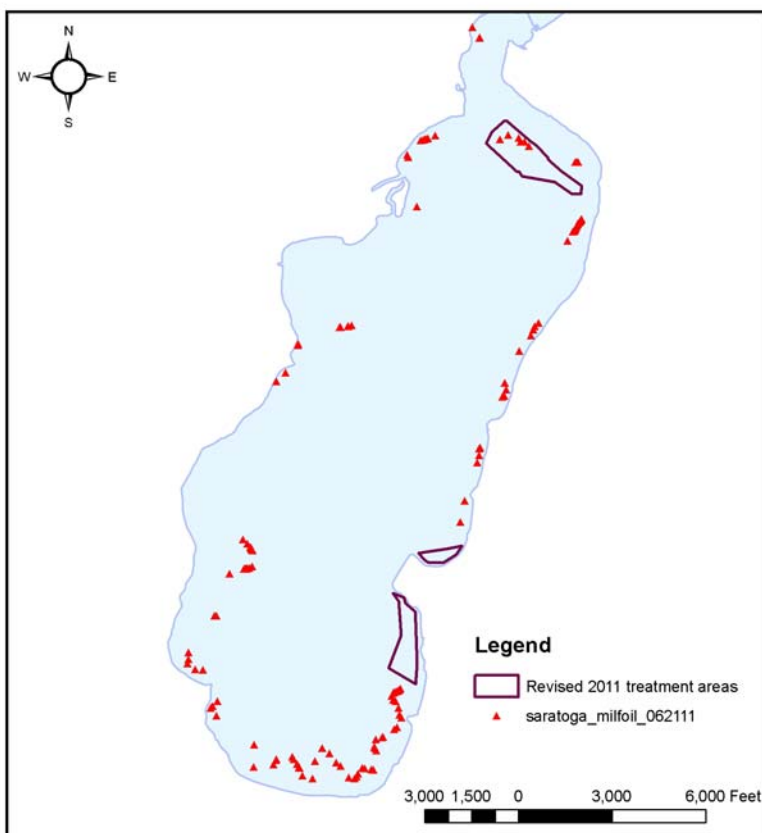 N
W E
S
Legend
Revised 2011 treatment areas
saratoga_milfoil_062111
3,000 1,500 0 3,000 6,000 Feet